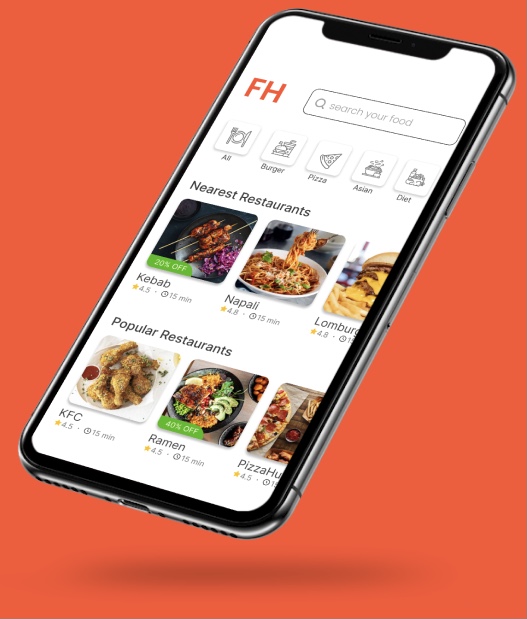 FH
search your food
All
Burger
Pizza
Asian
Diet
Nearest Restaurants
20% OFF
Kebab
4.5 · 15 min
Napali
4.8 · 15 min
Lomburg
4.8 ·
Popular Restaurants
KFC
4.5 · 15 min
40% OFF
Ramen
4.5 · 15 min
PizzaHu
4.5 ·